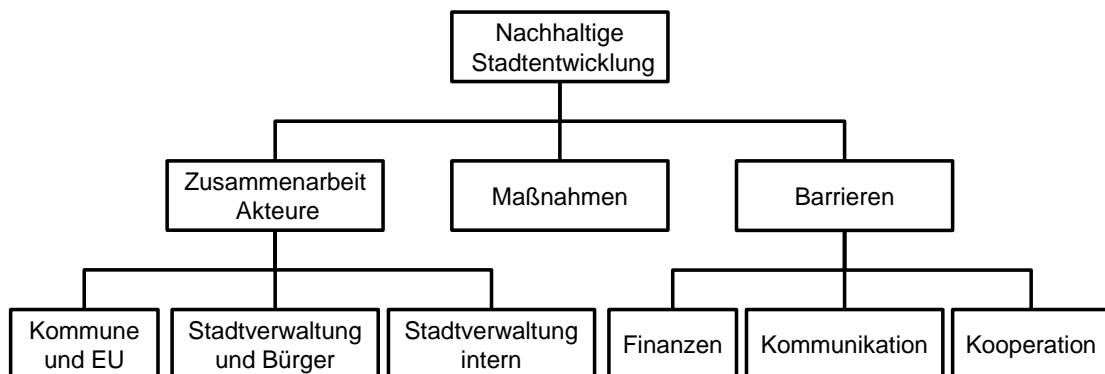 Nachhaltige
Stadtentwicklung
Zusammenarbeit
Akteure
Maßnahmen
Barrieren
Kommune
und EU
Stadtverwaltung
und Bürger
Stadtverwaltung
intern
Finanzen
Kommunikation
Kooperation